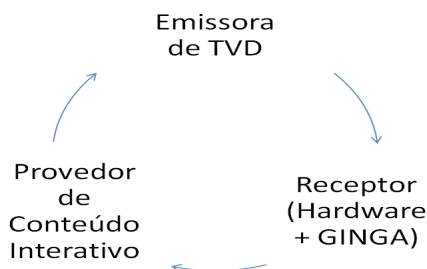 Emissora
de TVD
Receptor
(Hardware
+ GINGA)
Provedor
de
Conteúdo
Interativo